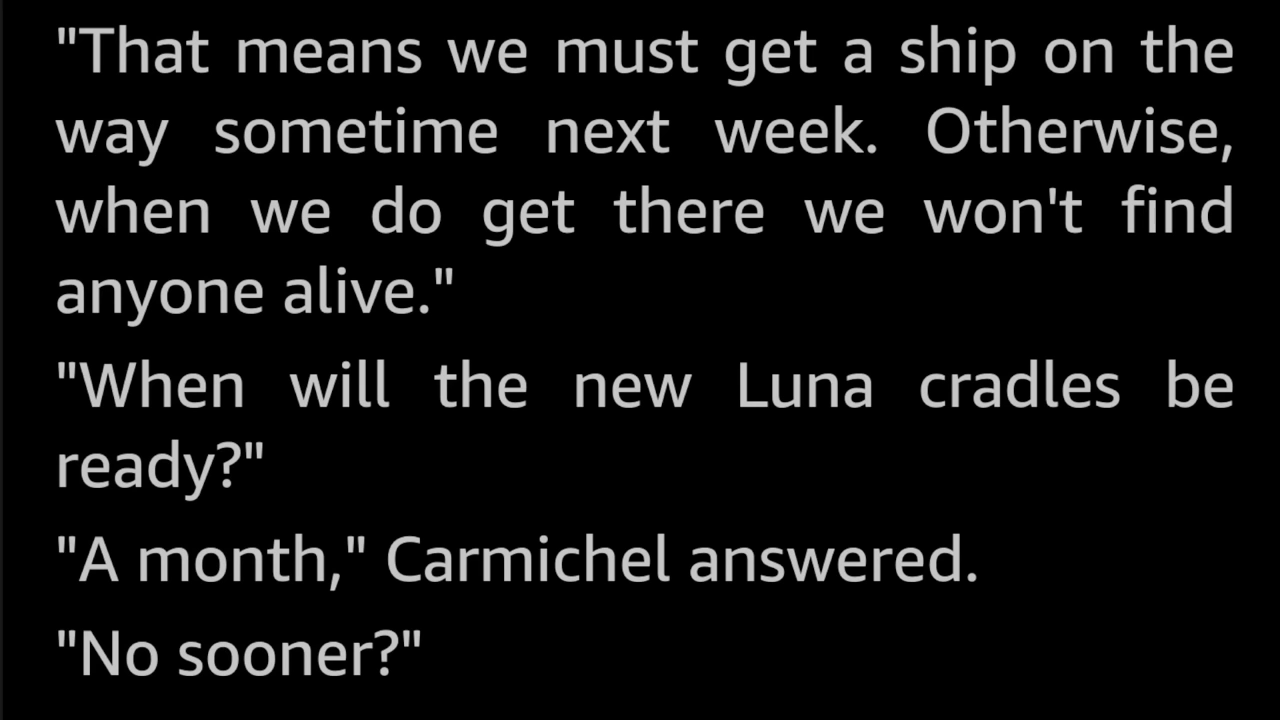 "That means we must get a ship on the
way sometime next week. Otherwise,
when we do get there we won't find
anyone alive."
"When will the new Luna cradles be
ready?"
"A month," Carmichel answered.
"No sooner?"